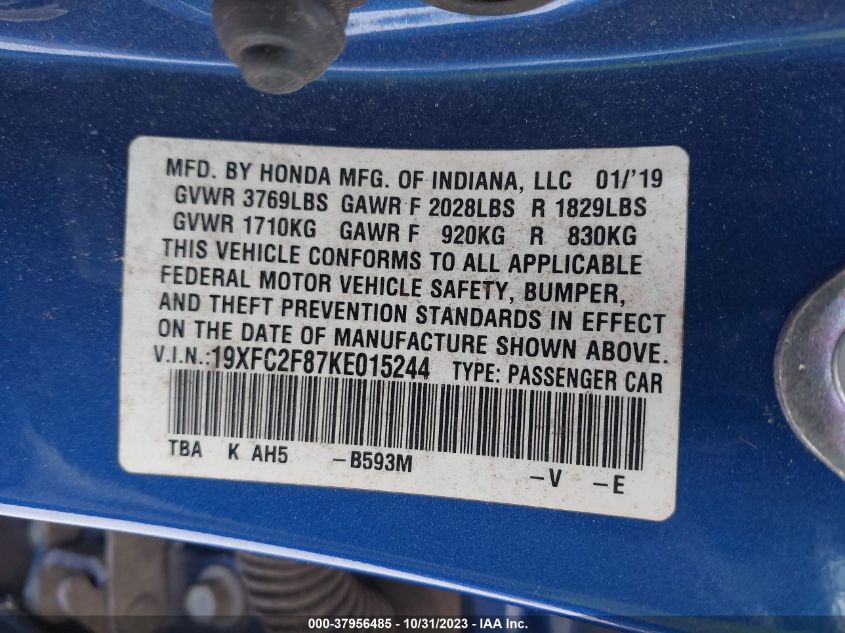 MFD. BY HONDA MFG. OF INDIANA, LLC 01/'19
GVWR 3769LBS GAWR F 2028LBS R 1829LBS
GVWR 1710KG GAWR F 920KG R 830KG
THIS VEHICLE CONFORMS TO ALL APPLICABLE
FEDERAL MOTOR VEHICLE SAFETY, BUMPER,
AND THEFT PREVENTION STANDARDS IN EFFECT
ON THE DATE OF MANUFACTURE SHOWN ABOVE.
V.I.N.:19XFC2F87KE015244 TYPE: PASSENGER CAR
TBA K AH5 -B593M -V -E
000-37956485 - 10/31/2023 - IAA Inc.